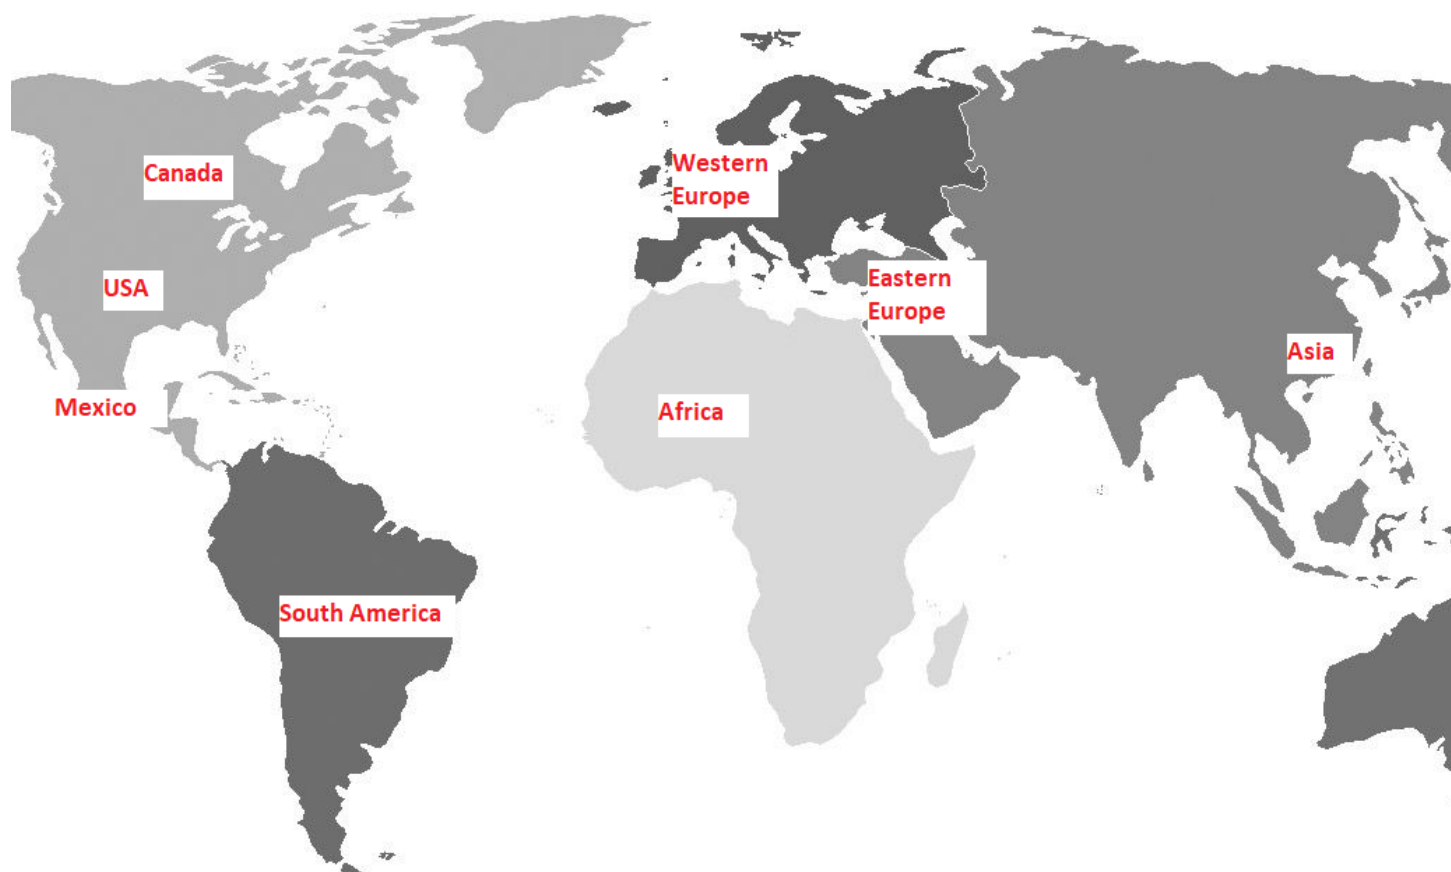 Canada
Western
Europe
USA
Eastern
Europe
Asia
Mexico
Africa
South America